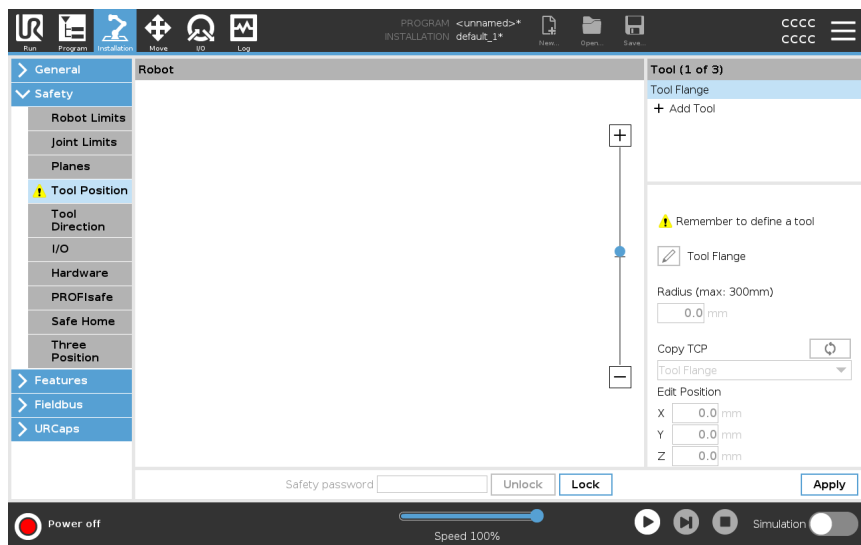 PROGRAM <unnamed>*
INSTALLATION default_1*
CCCC
CCCC
Run Program Installation Move I/O Log New... Open... Save...
General
Safety
Robot Limits
Joint Limits
Planes
Tool Position
Tool
Direction
I/O
Hardware
PROFIsafe
Safe Home
Three
Position
Features
Fieldbus
URCaps
Robot
Tool (1 of 3)
Tool Flange
+ Add Tool
Remember to define a tool
Tool Flange
Radius (max: 300mm)
0.0 mm
Copy TCP
Tool Flange
Edit Position
X 0.0 mm
Y 0.0 mm
Z 0.0 mm
Safety password Unlock Lock Apply
Power off
Speed 100%
Simulation